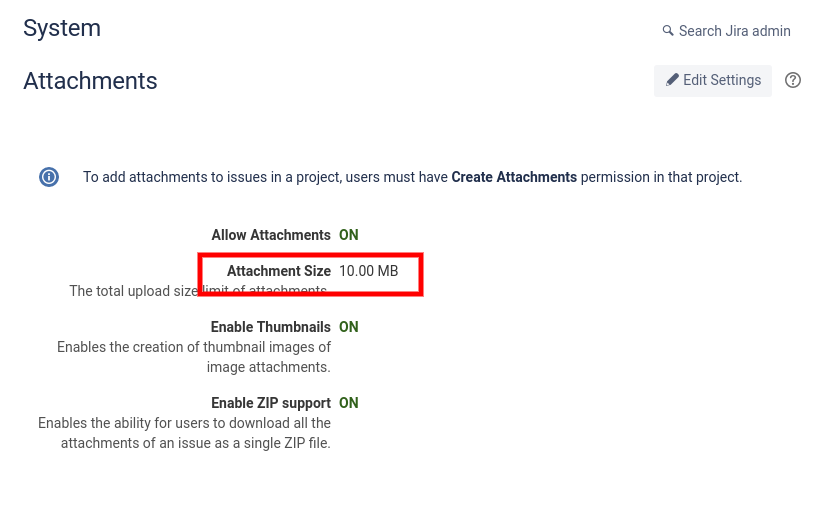 System
Search Jira admin
Attachments
Edit Settings
To add attachments to issues in a project, users must have Create Attachments permission in that project.
Allow Attachments ON
Attachment Size 10.00 MB
The total upload size limit of attachments.
Enable Thumbnails ON
Enables the creation of thumbnail images of
image attachments.
Enable ZIP support ON
Enables the ability for users to download all the
attachments of an issue as a single ZIP file.